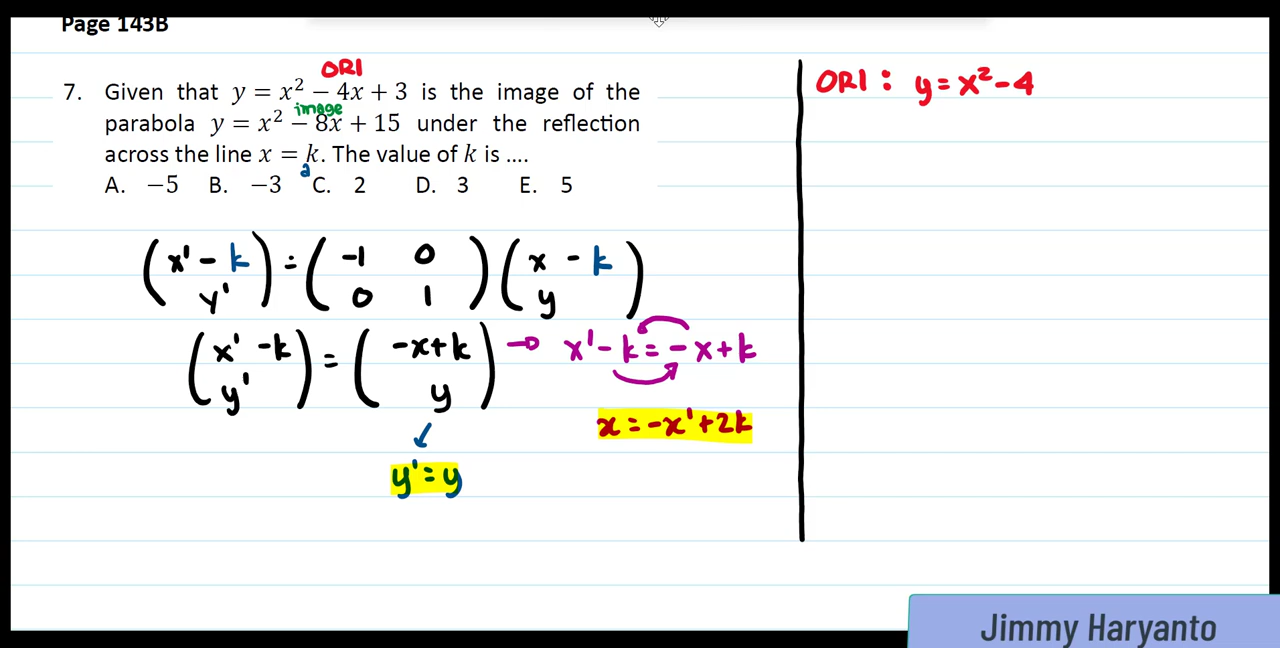 Page 143B
ORI
7. Given that y = x² − 4x + 3 is the image of the
image
parabola y = x² − 8x + 15 under the reflection
across the line x = k. The value of k is ....
a
A. −5 B. −3 C. 2 D. 3 E. 5
(x' - k / y') = (-1 0 / 0 1) (x - k / y)
(x' - k / y') = (-x+k / y) → x' - k = -x + k
x = -x' + 2k
y' = y
ORI : y = x² - 4
Jimmy Haryanto